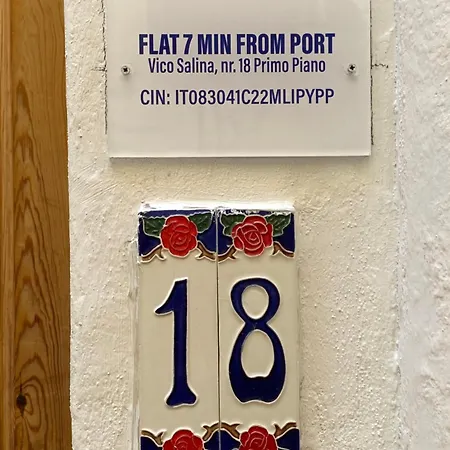 FLAT 7 MIN FROM PORT
Vico Salina, nr. 18 Primo Piano
CIN: IT083041C22MLIPYPP
18